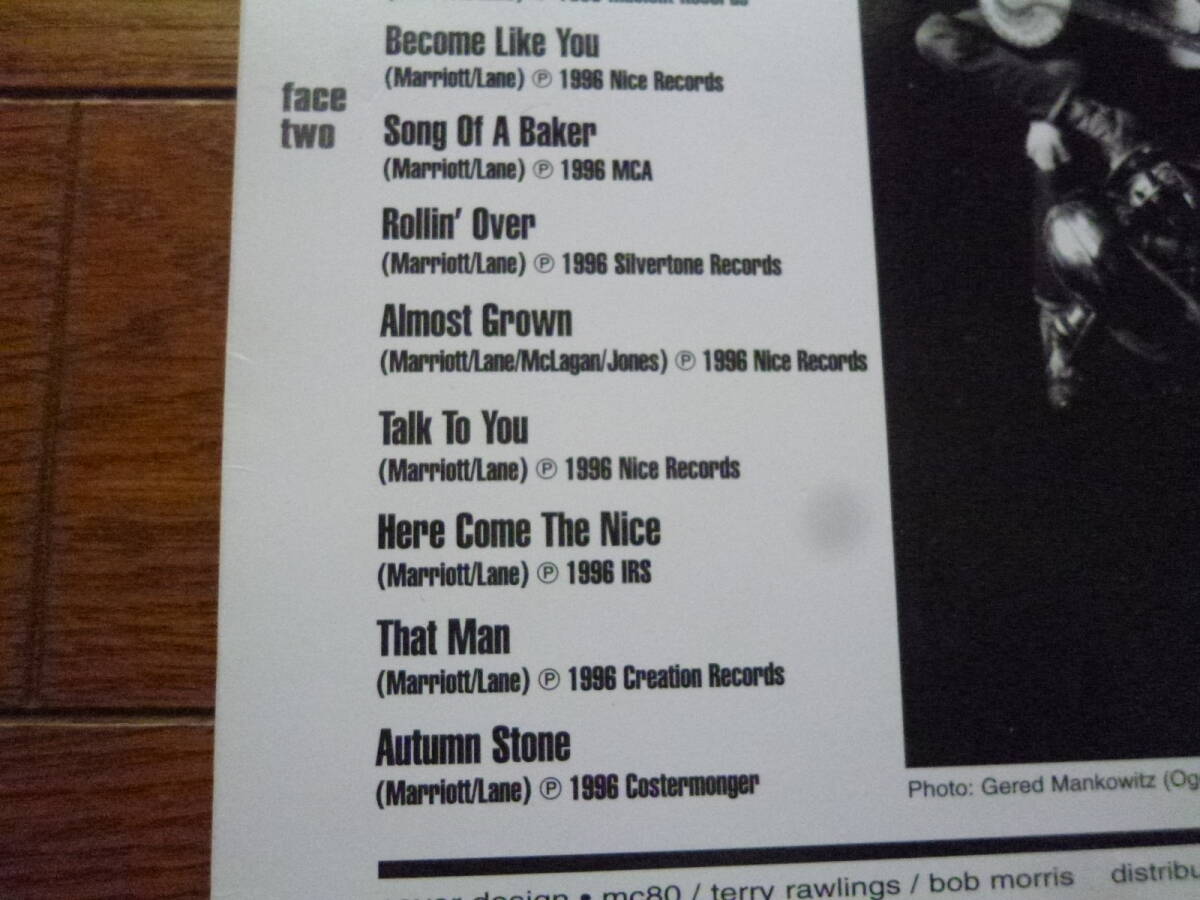 Become Like You
(Marriott/Lane) ℗ 1996 Nice Records
face
two
Song Of A Baker
(Marriott/Lane) ℗ 1996 MCA
Rollin' Over
(Marriott/Lane) ℗ 1996 Silvertone Records
Almost Grown
(Marriott/Lane/McLagan/Jones) ℗ 1996 Nice Records
Talk To You
(Marriott/Lane) ℗ 1996 Nice Records
Here Come The Nice
(Marriott/Lane) ℗ 1996 IRS
That Man
(Marriott/Lane) ℗ 1996 Creation Records
Autumn Stone
(Marriott/Lane) ℗ 1996 Costermonger
Photo: Gered Mankowitz (Og
design • mc80 / terry rawlings / bob morris distribu